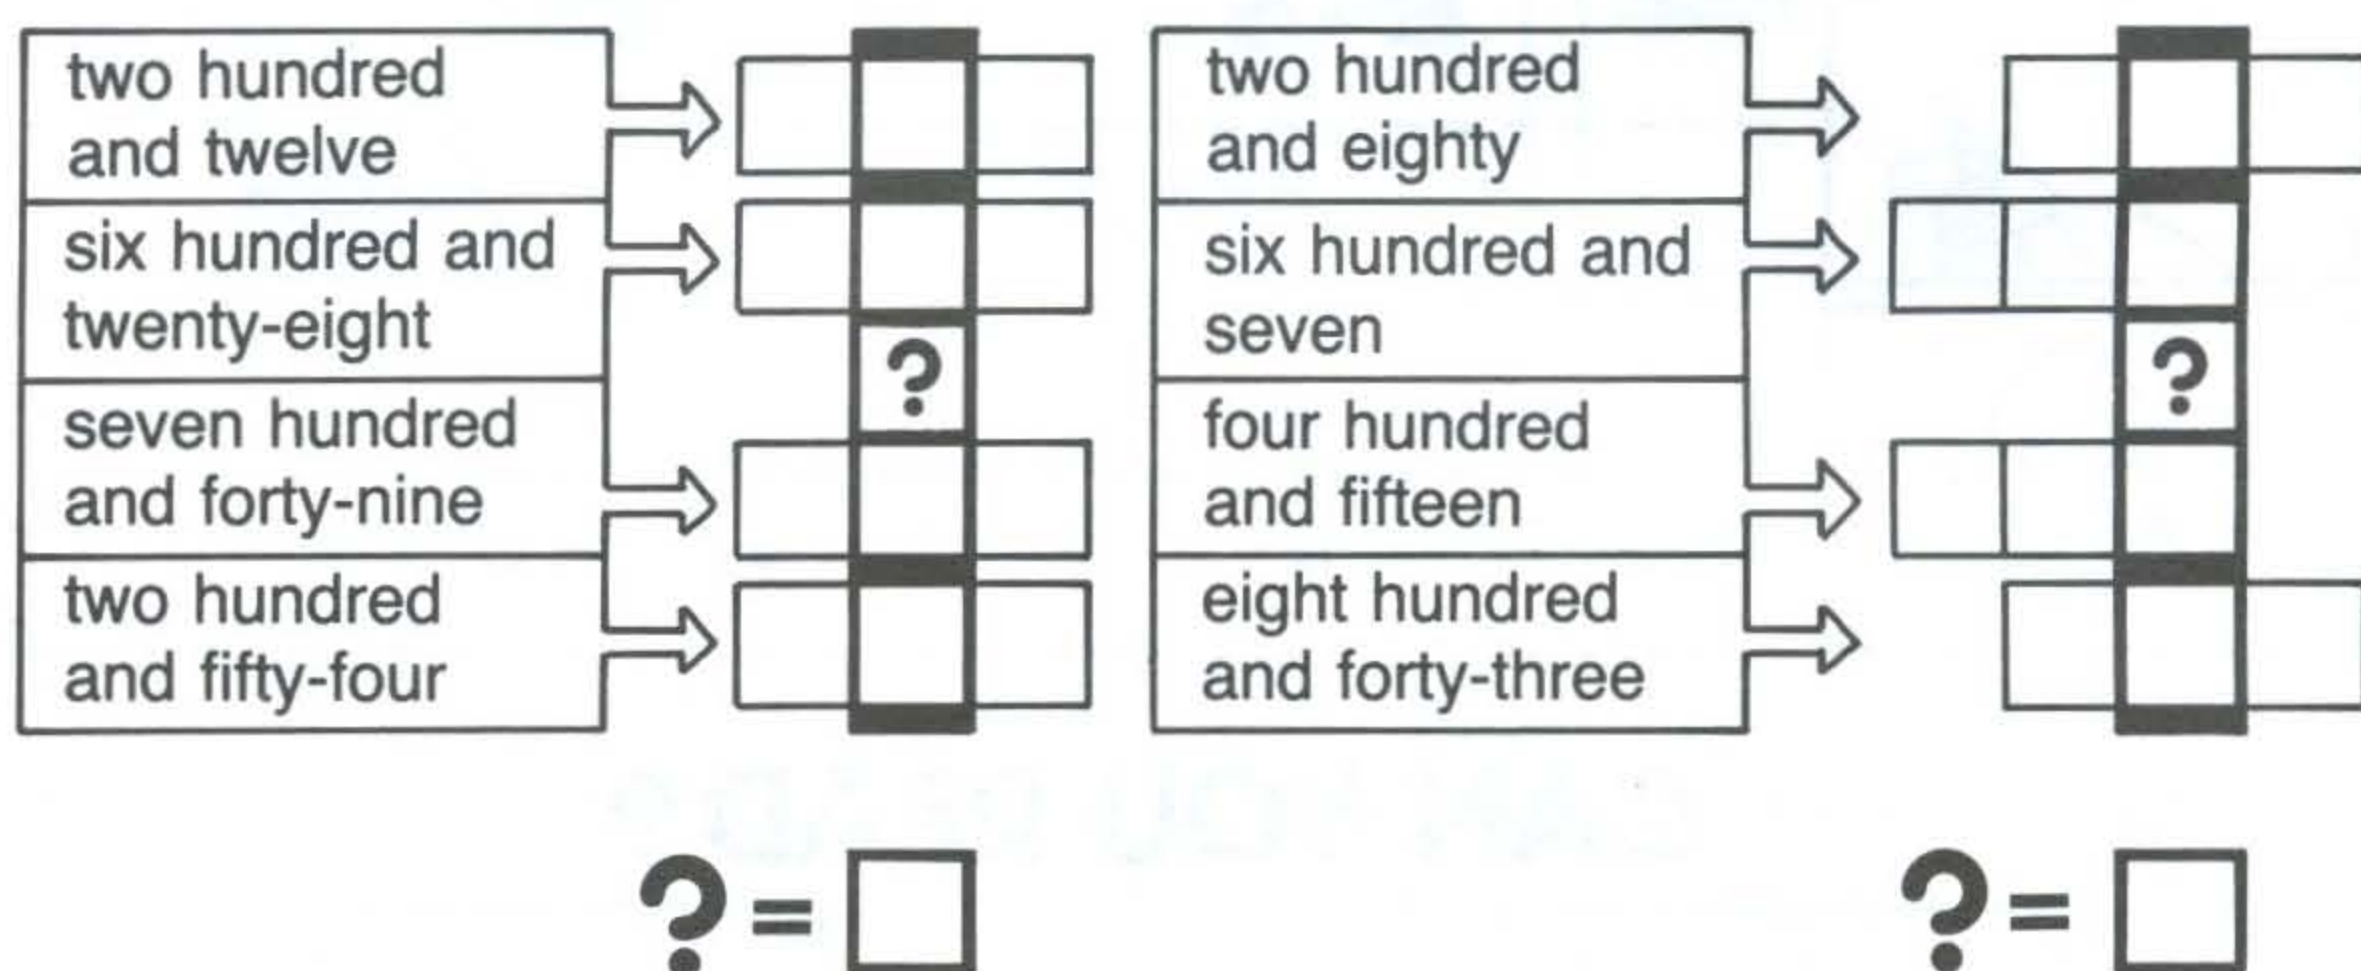 two hundred
and twelve
six hundred and
twenty-eight
seven hundred
and forty-nine
two hundred
and fifty-four
?
? =
two hundred
and eighty
six hundred and
seven
four hundred
and fifteen
eight hundred
and forty-three
?
? =